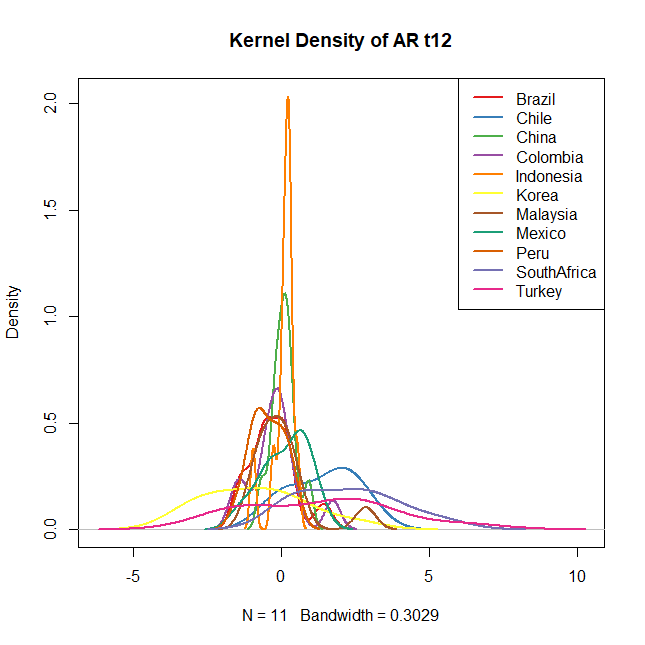 Kernel Density of AR t12
Brazil
Chile
China
Colombia
Indonesia
Korea
Malaysia
Mexico
Peru
SouthAfrica
Turkey
Density
2.0
1.5
1.0
0.5
0.0
-5 0 5 10
N = 11 Bandwidth = 0.3029